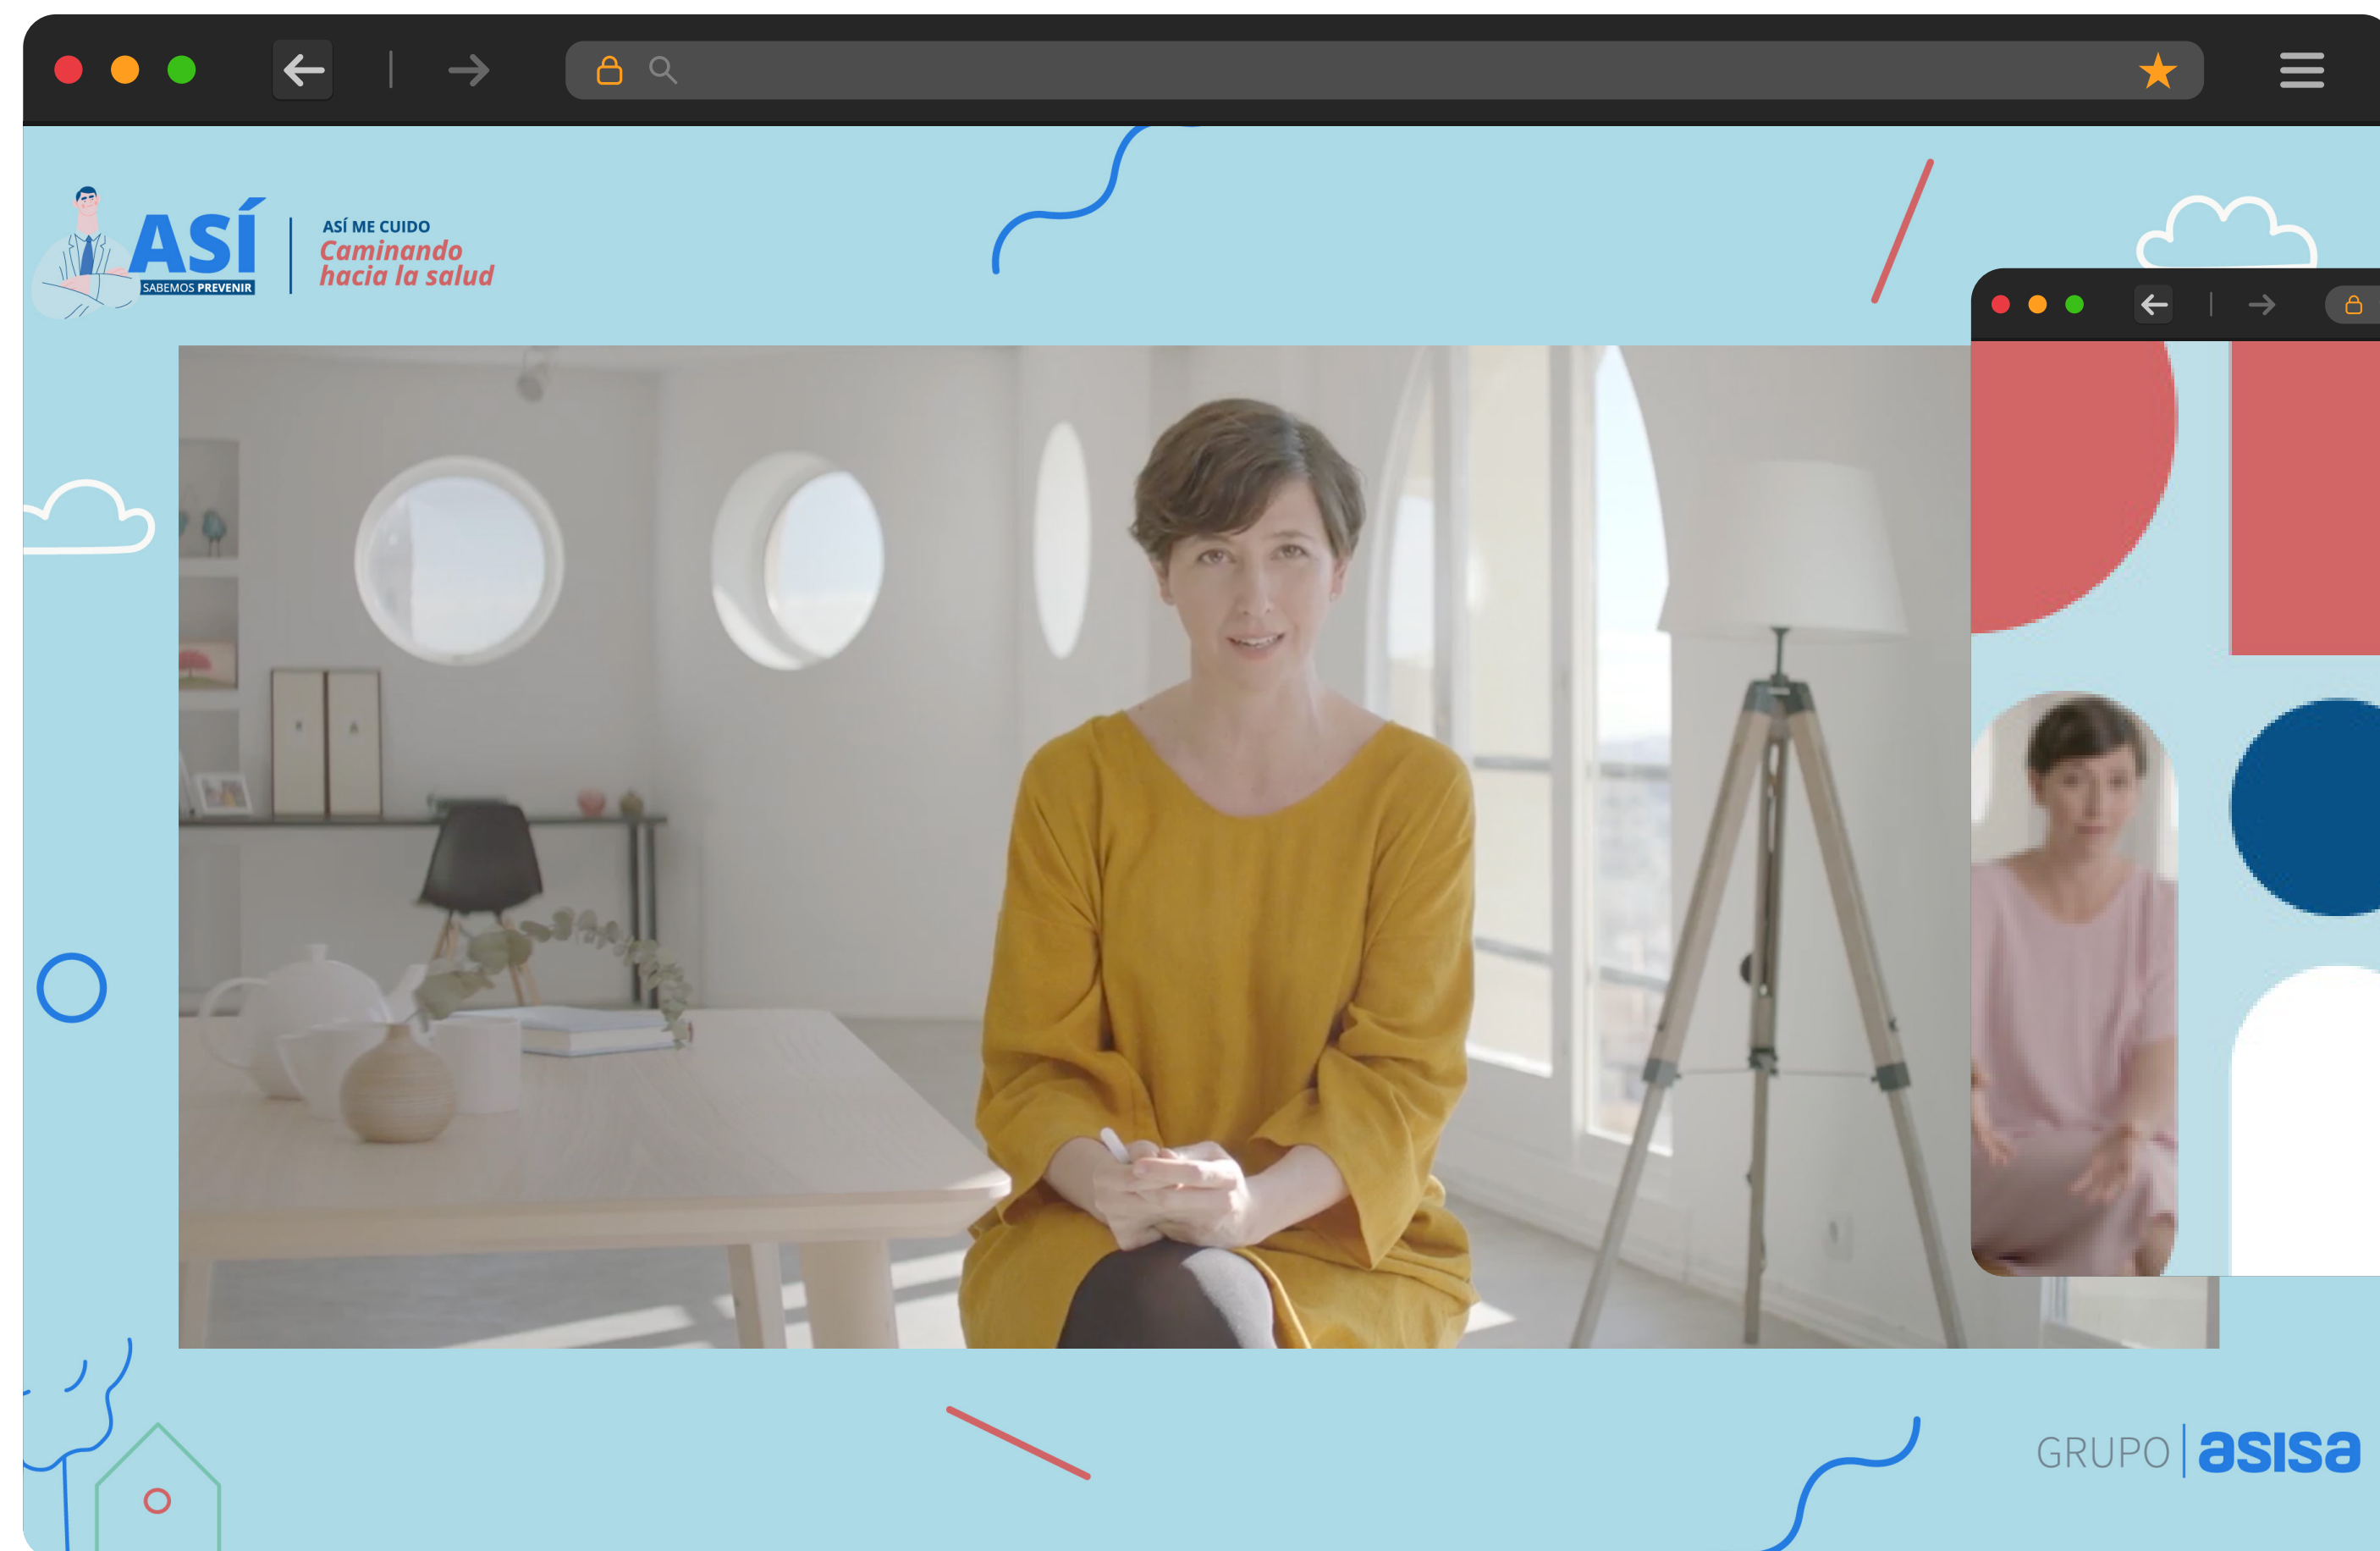 ASÍ
SABEMOS PREVENIR
ASÍ ME CUIDO
Caminando
hacia la salud
GRUPO asisa